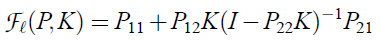 ℱℓ(P,K) = P₁₁ + P₁₂K(I − P₂₂K)⁻¹P₂₁